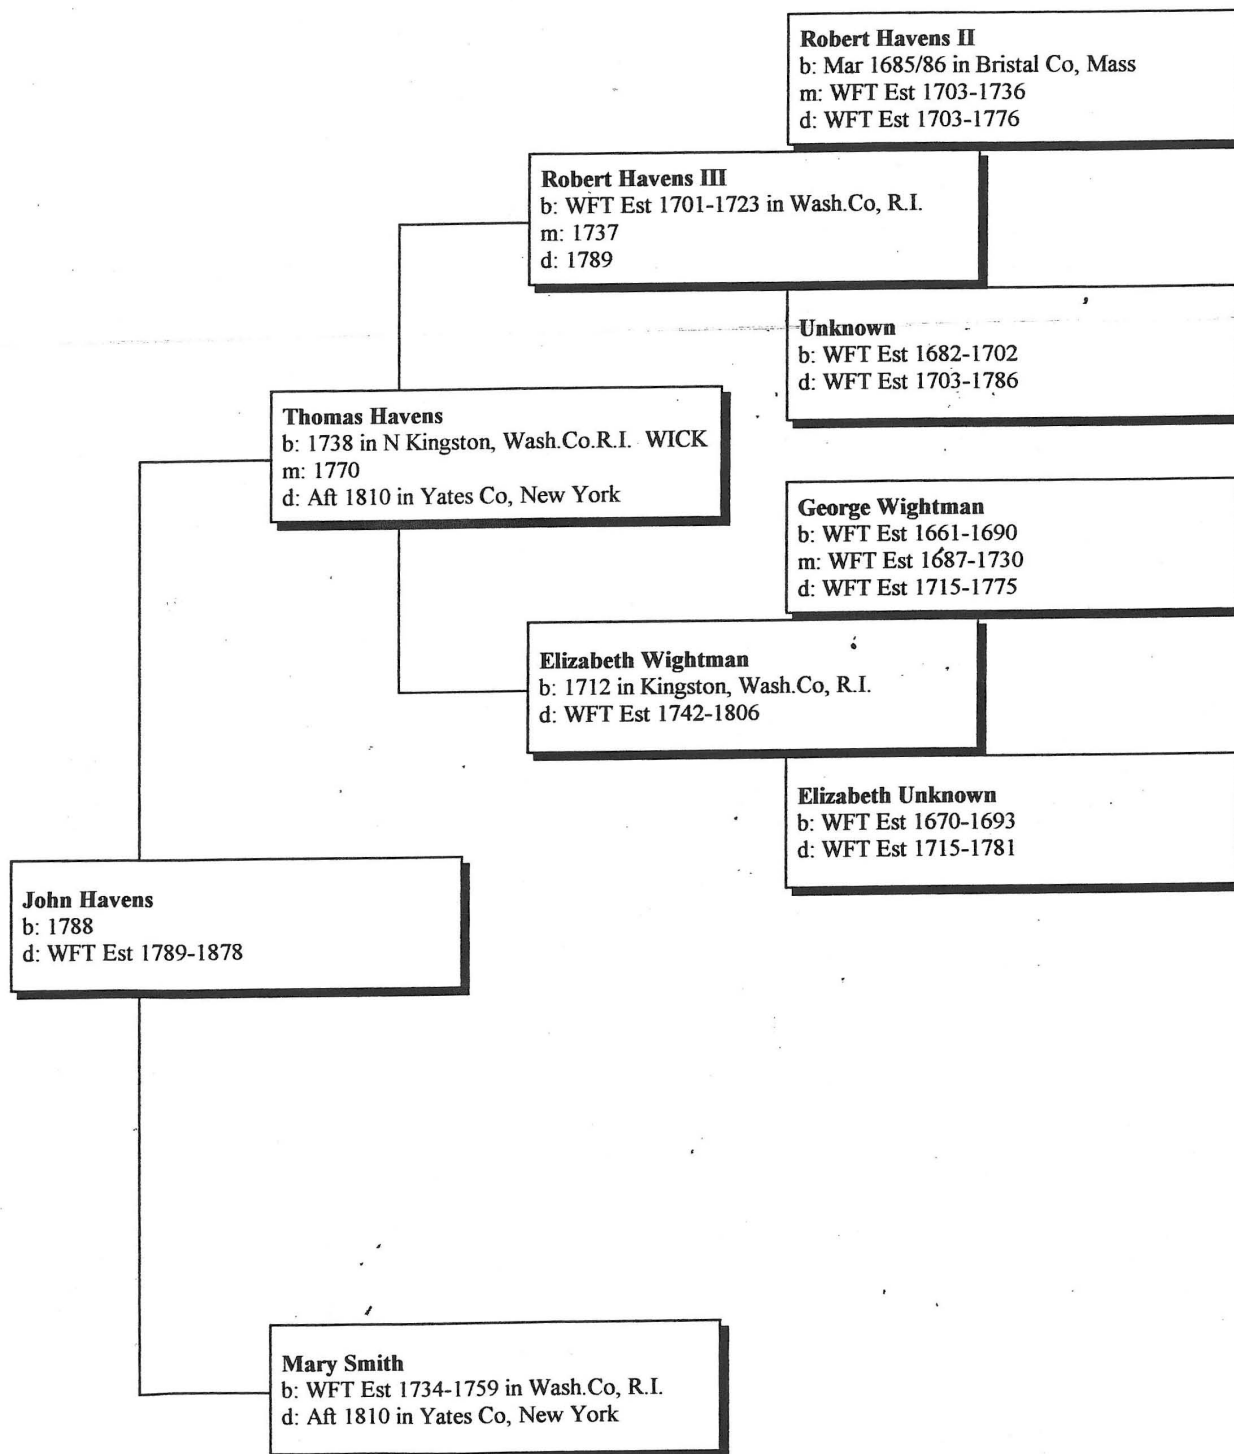 Robert Havens II
b: Mar 1685/86 in Bristal Co, Mass
m: WFT Est 1703-1736
d: WFT Est 1703-1776
Robert Havens III
b: WFT Est 1701-1723 in Wash.Co, R.I.
m: 1737
d: 1789
Unknown
b: WFT Est 1682-1702
d: WFT Est 1703-1786
Thomas Havens
b: 1738 in N Kingston, Wash.Co.R.I. WICK
m: 1770
d: Aft 1810 in Yates Co, New York
George Wightman
b: WFT Est 1661-1690
m: WFT Est 1687-1730
d: WFT Est 1715-1775
Elizabeth Wightman
b: 1712 in Kingston, Wash.Co, R.I.
d: WFT Est 1742-1806
Elizabeth Unknown
b: WFT Est 1670-1693
d: WFT Est 1715-1781
John Havens
b: 1788
d: WFT Est 1789-1878
Mary Smith
b: WFT Est 1734-1759 in Wash.Co, R.I.
d: Aft 1810 in Yates Co, New York